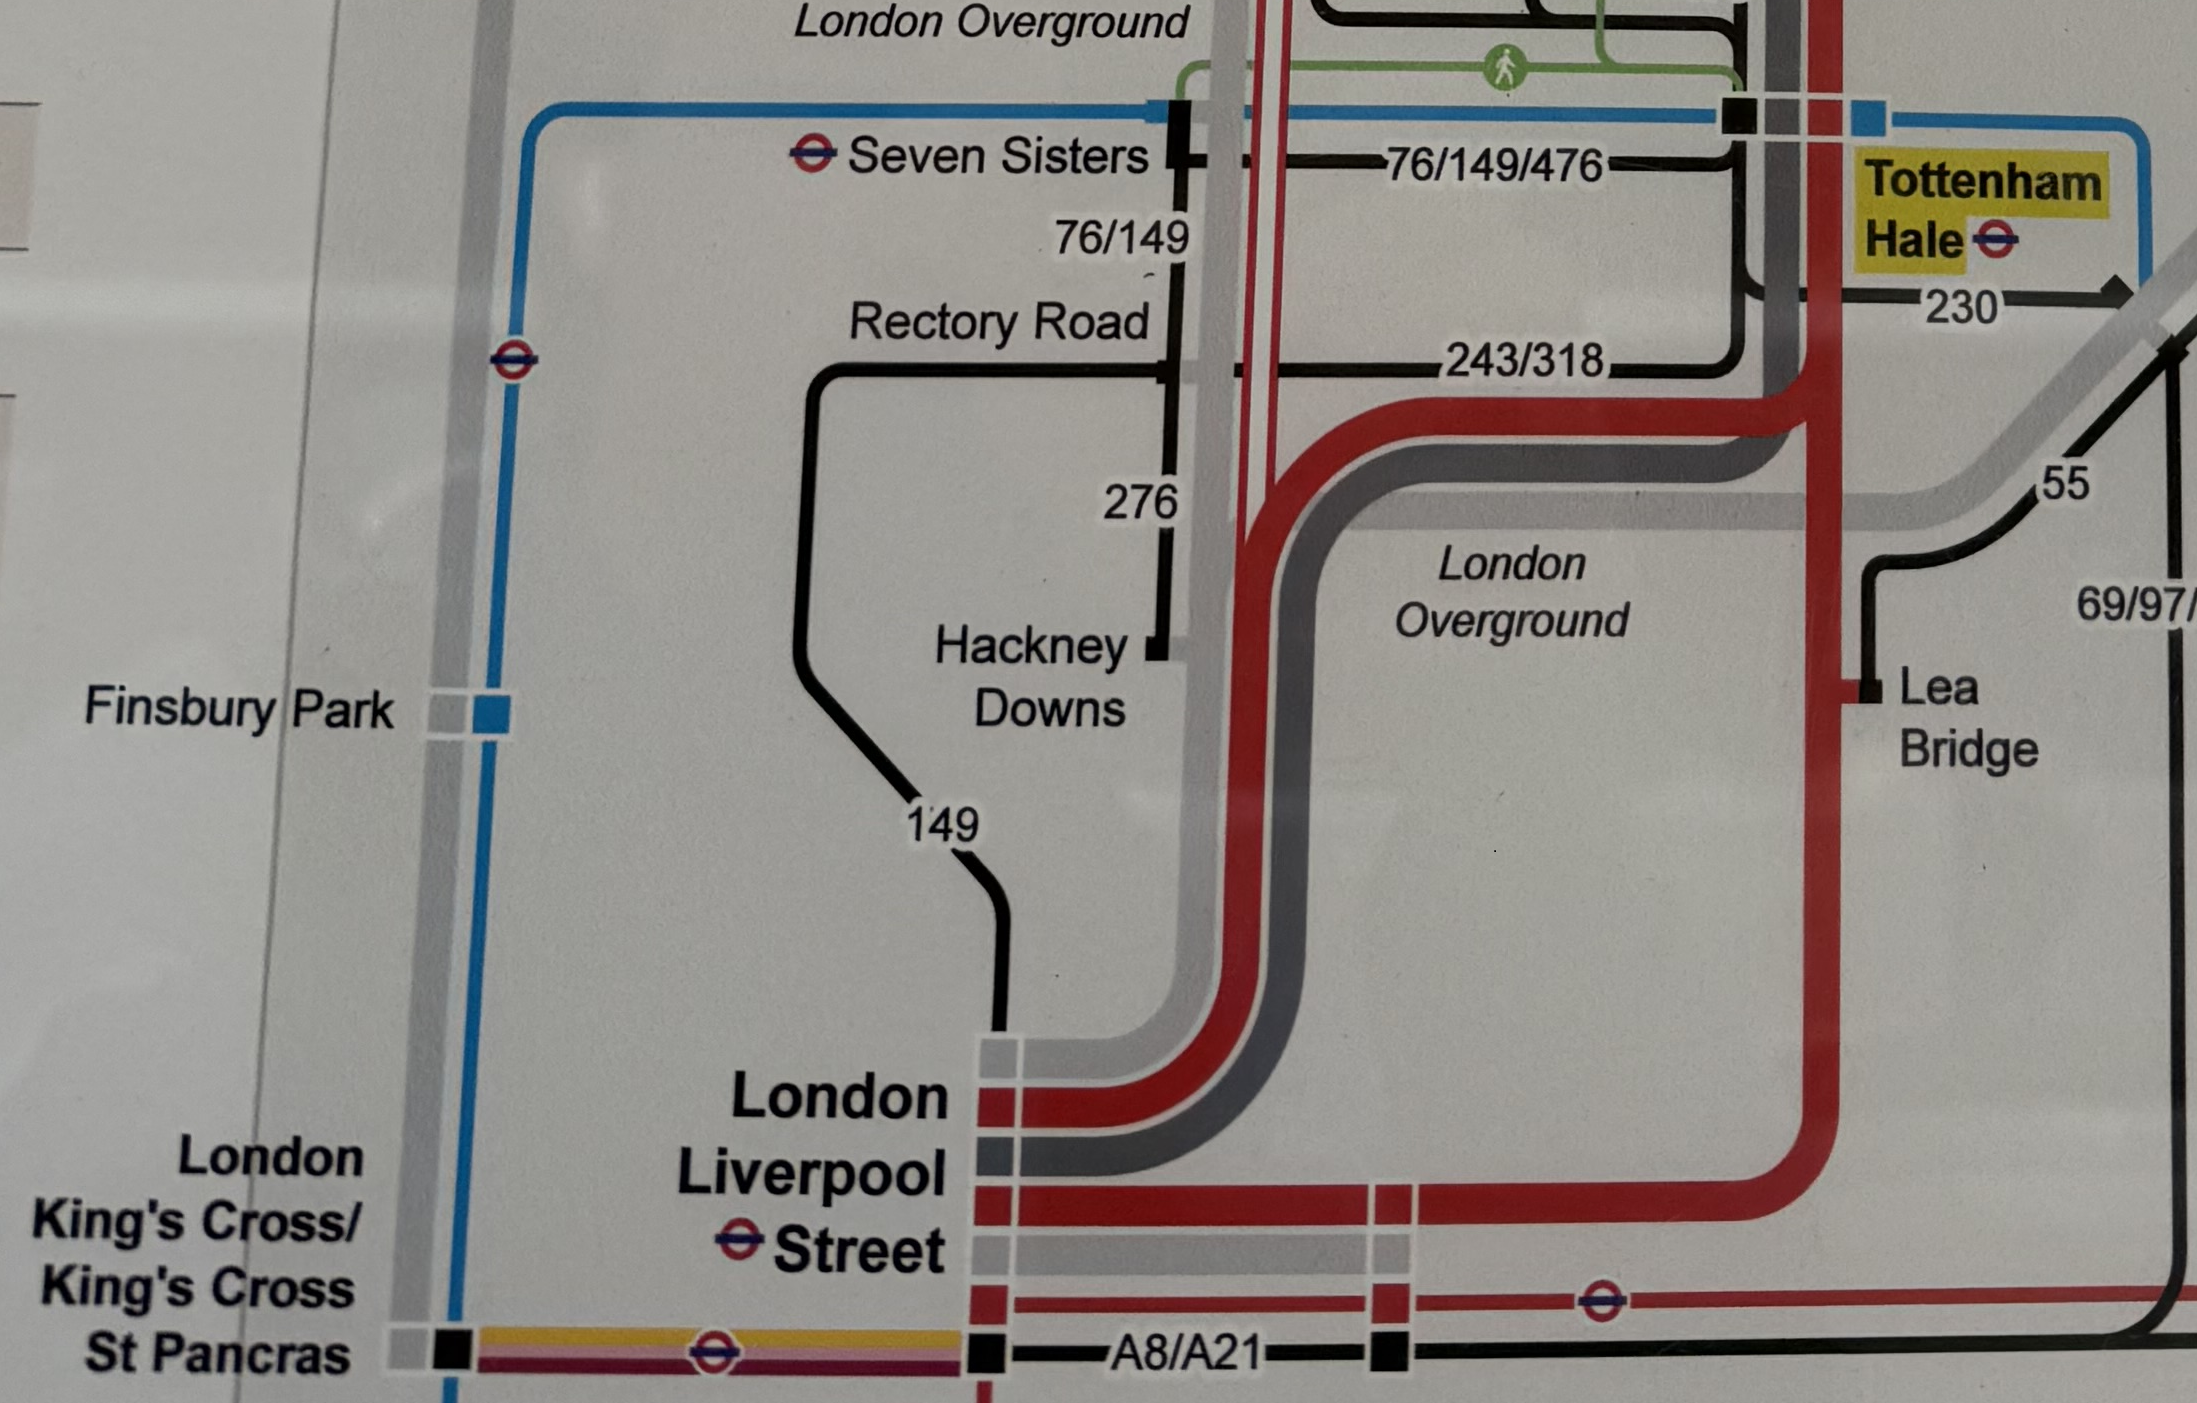 London Overground
Seven Sisters
76/149/476
Tottenham
Hale
76/149
230
Rectory Road
243/318
55
276
London
Overground
69/97/
Hackney
Downs
Lea
Bridge
Finsbury Park
149
London
Liverpool
Street
London
King's Cross/
King's Cross
St Pancras
A8/A21